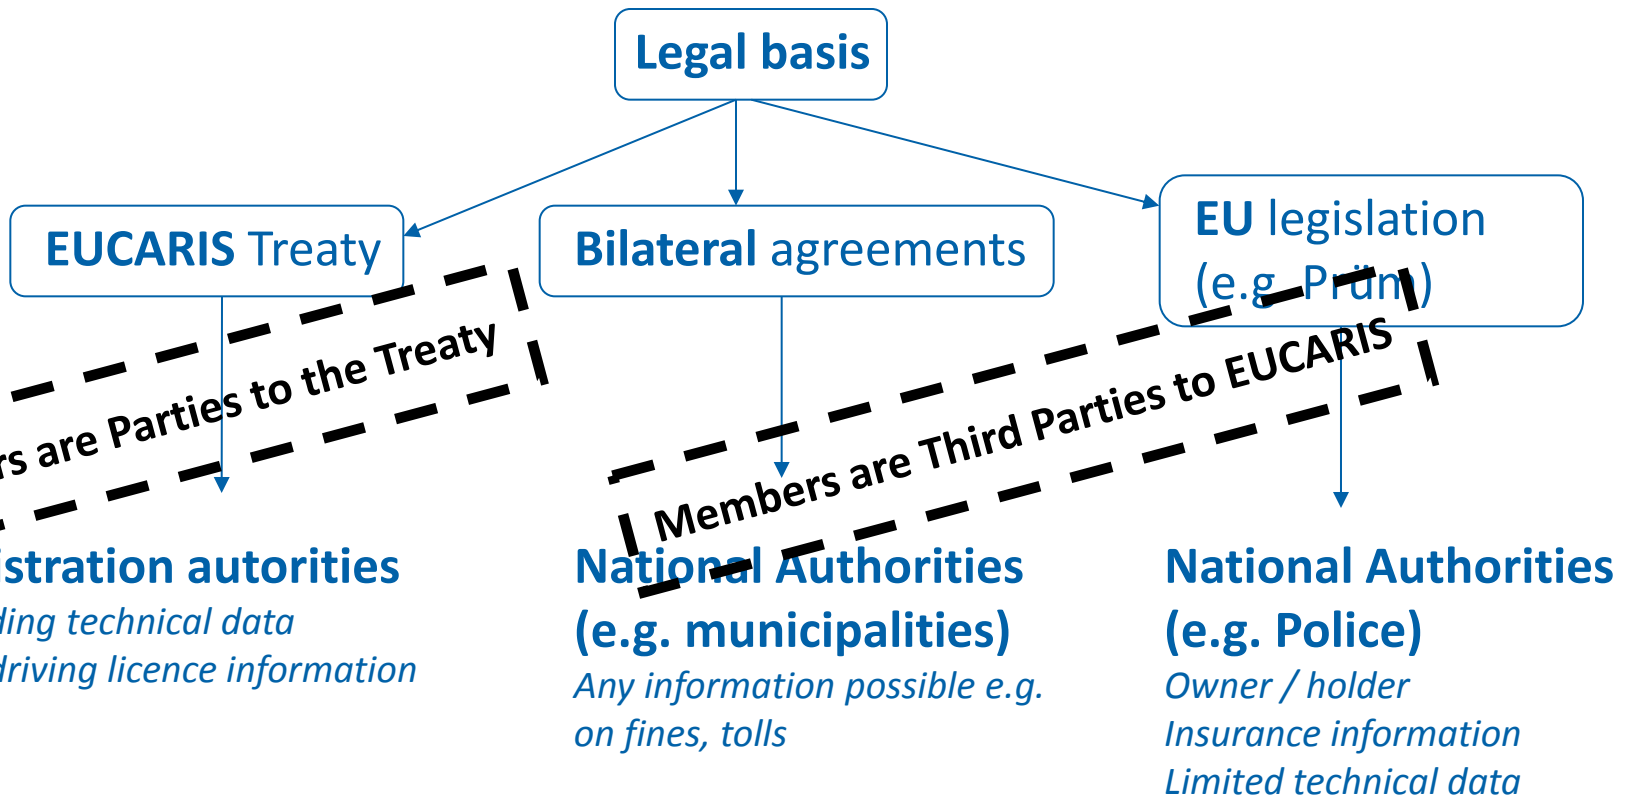 Legal basis
EUCARIS Treaty
Bilateral agreements
EU legislation
(e.g. Prüm)
rs are Parties to the Treaty
Members are Third Parties to EUCARIS
istration autorities
ding technical data
driving licence information
National Authorities
(e.g. municipalities)
Any information possible e.g.
on fines, tolls
National Authorities
(e.g. Police)
Owner / holder
Insurance information
Limited technical data